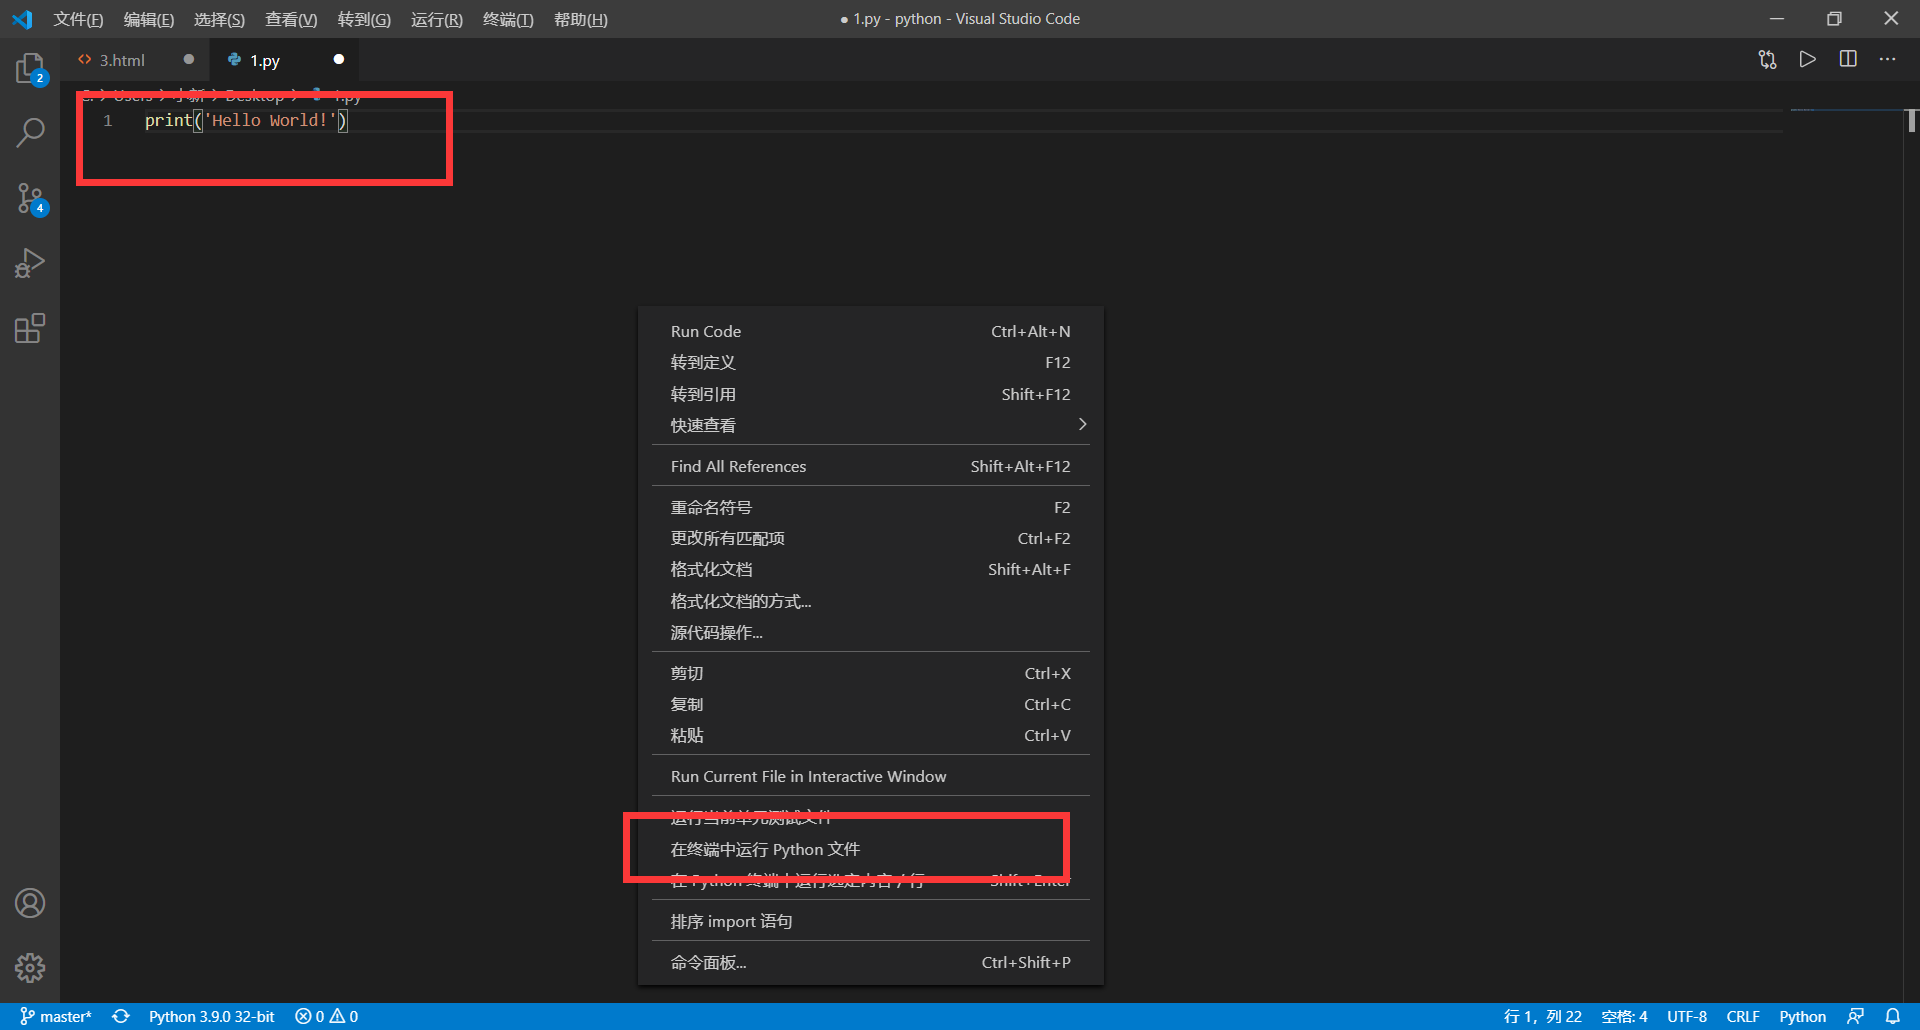 文件(F) 编辑(E) 选择(S) 查看(V) 转到(G) 运行(R) 终端(T) 帮助(H) ● 1.py - python - Visual Studio Code
3.html ● 1.py ●
Users > 小新 > Desktop > 1.py
1 print('Hello World!')
2
4
Run Code Ctrl+Alt+N
转到定义 F12
转到引用 Shift+F12
快速查看
Find All References Shift+Alt+F12
重命名符号 F2
更改所有匹配项 Ctrl+F2
格式化文档 Shift+Alt+F
格式化文档的方式...
源代码操作...
剪切 Ctrl+X
复制 Ctrl+C
粘贴 Ctrl+V
Run Current File in Interactive Window
运行当前单元测试文件
在终端中运行 Python 文件
在 Python 终端中运行选定内容/行 Shift+Enter
排序 import 语句
命令面板... Ctrl+Shift+P
master* Python 3.9.0 32-bit 0 0 行 1，列 22 空格: 4 UTF-8 CRLF Python